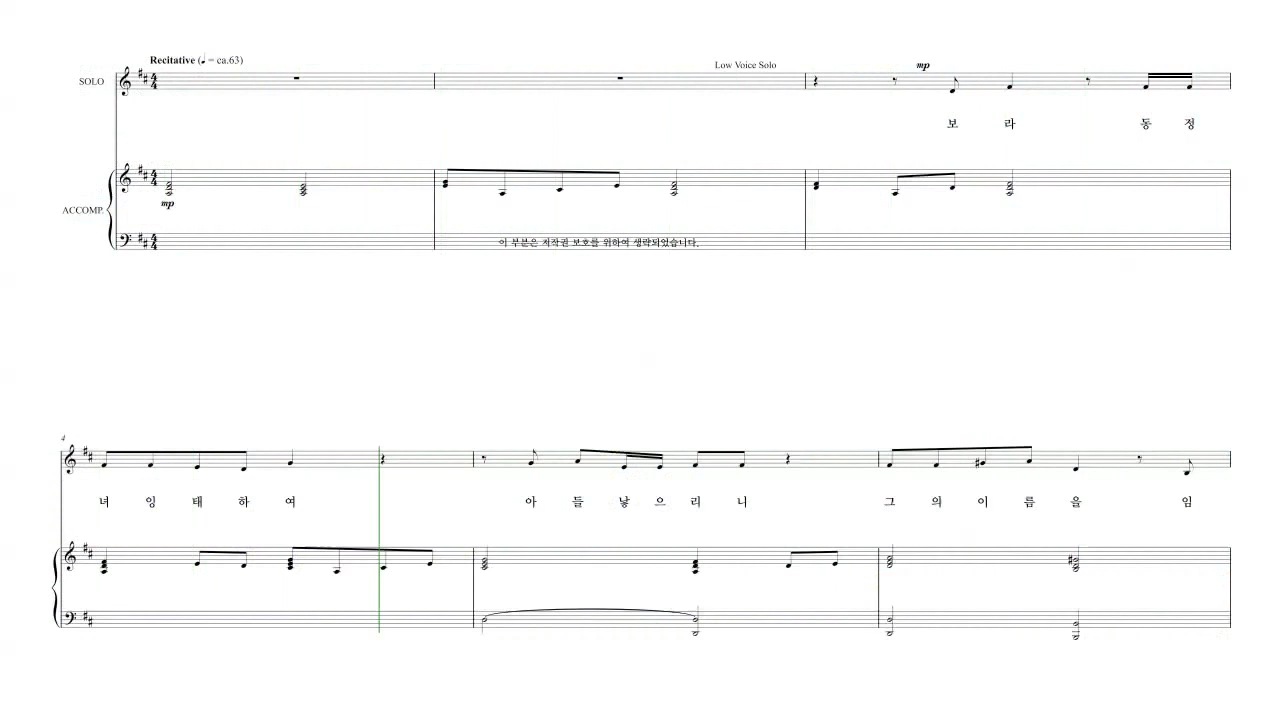 Recitative (♩ = ca.63)
Low Voice Solo
mp
SOLO
보 라 동 정
ACCOMP.
mp
이 부분은 저작권 보호를 위하여 생략되었습니다.
4
녀 잉 태 하 여 아 들 낳 으 리 니 그 의 이 름 을 임